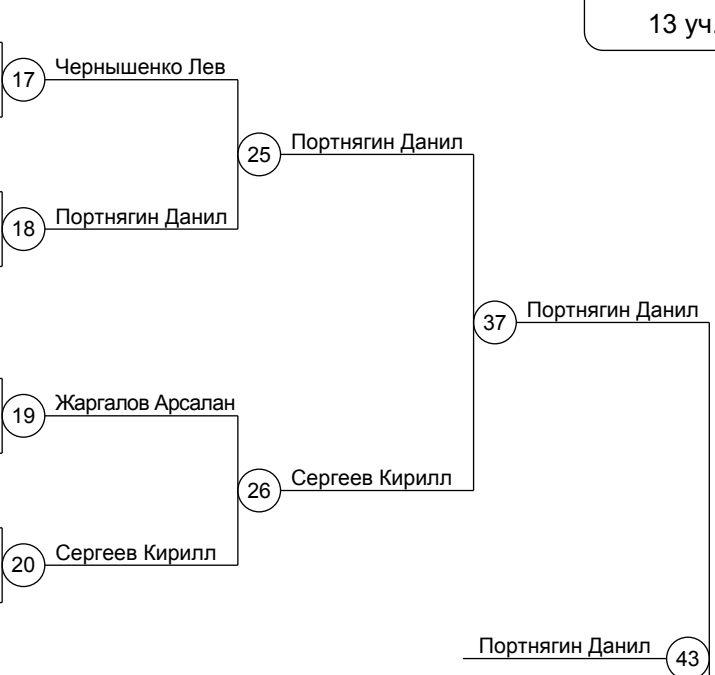 13 уч.
17 Чернышенко Лев
25 Портнягин Данил
18 Портнягин Данил
37 Портнягин Данил
19 Жаргалов Арсалан
26 Сергеев Кирилл
20 Сергеев Кирилл
Портнягин Данил 43